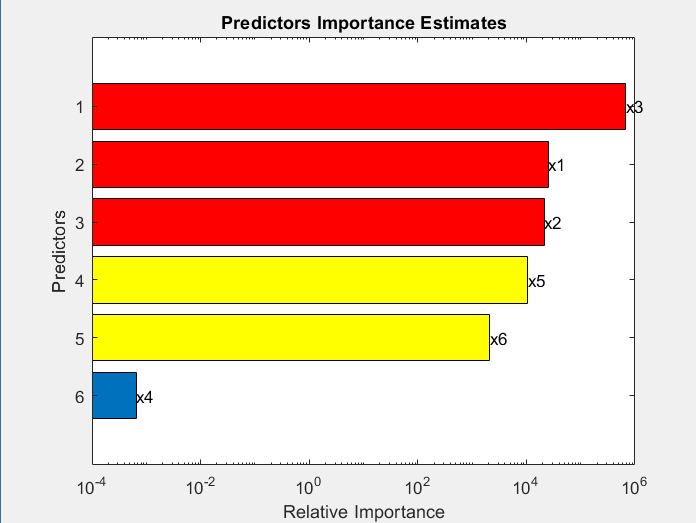 Predictors Importance Estimates
Predictors
1 x3
2 x1
3 x2
4 x5
5 x6
6 x4
10^-4 10^-2 10^0 10^2 10^4 10^6
Relative Importance